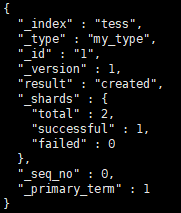 {
  "_index" : "tess",
  "_type" : "my_type",
  "_id" : "1",
  "_version" : 1,
  "result" : "created",
  "_shards" : {
    "total" : 2,
    "successful" : 1,
    "failed" : 0
  },
  "_seq_no" : 0,
  "_primary_term" : 1
}